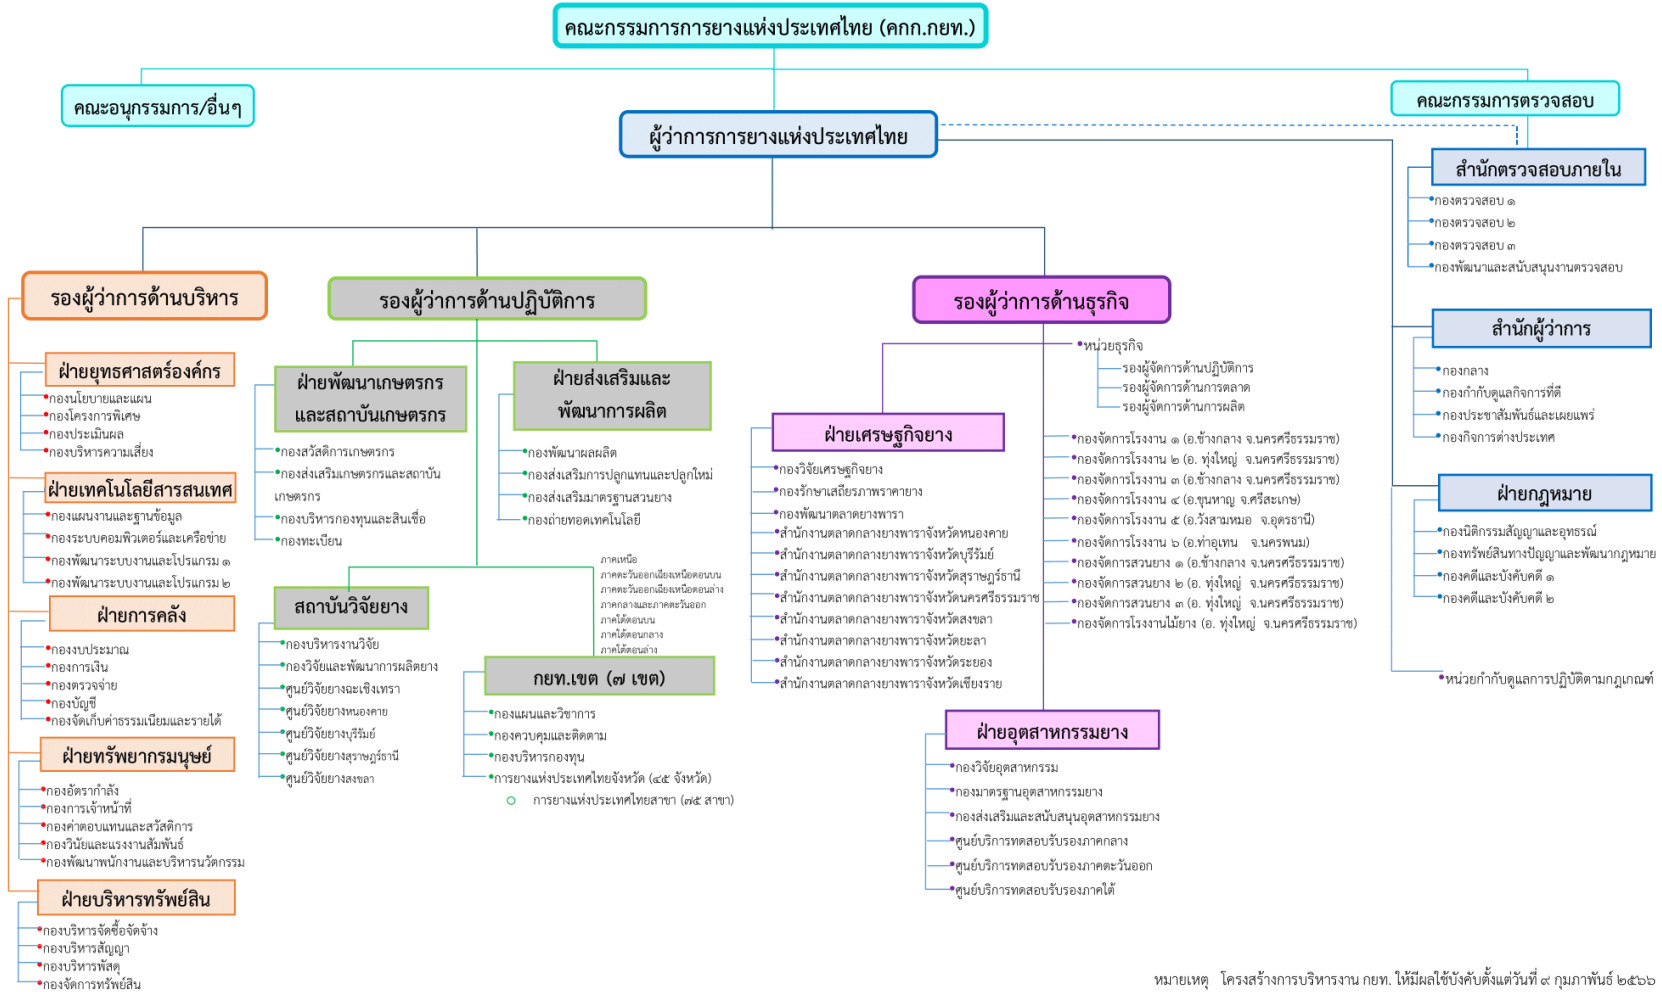 คณะกรรมการการยางแห่งประเทศไทย (คกก.กยท.)
คณะอนุกรรมการ/อื่นๆ
คณะกรรมการตรวจสอบ
ผู้ว่าการการยางแห่งประเทศไทย
สำนักตรวจสอบภายใน
กองตรวจสอบ ๑
กองตรวจสอบ ๒
กองตรวจสอบ ๓
กองพัฒนาและสนับสนุนงานตรวจสอบ
สำนักผู้ว่าการ
กองกลาง
กองกำกับดูแลกิจการที่ดี
กองประชาสัมพันธ์และเผยแพร่
กองกิจการต่างประเทศ
ฝ่ายกฎหมาย
กองนิติกรรมสัญญาและอุทธรณ์
กองทรัพย์สินทางปัญญาและพัฒนากฎหมาย
กองคดีและบังคับคดี ๑
กองคดีและบังคับคดี ๒
หน่วยกำกับดูแลการปฏิบัติตามกฎเกณฑ์
รองผู้ว่าการด้านบริหาร
ฝ่ายยุทธศาสตร์องค์กร
กองนโยบายและแผน
กองโครงการพิเศษ
กองประเมินผล
กองบริหารความเสี่ยง
ฝ่ายเทคโนโลยีสารสนเทศ
กองแผนงานและฐานข้อมูล
กองระบบคอมพิวเตอร์และเครือข่าย
กองพัฒนาระบบงานและโปรแกรม ๑
กองพัฒนาระบบงานและโปรแกรม ๒
ฝ่ายการคลัง
กองงบประมาณ
กองการเงิน
กองตรวจจ่าย
กองบัญชี
กองจัดเก็บค่าธรรมเนียมและรายได้
ฝ่ายทรัพยากรมนุษย์
กองอัตรากำลัง
กองการเจ้าหน้าที่
กองค่าตอบแทนและสวัสดิการ
กองวินัยและแรงงานสัมพันธ์
กองพัฒนาพนักงานและบริหารนวัตกรรม
ฝ่ายบริหารทรัพย์สิน
กองบริหารจัดซื้อจัดจ้าง
กองบริหารสัญญา
กองบริหารพัสดุ
กองจัดการทรัพย์สิน
รองผู้ว่าการด้านปฏิบัติการ
ฝ่ายพัฒนาเกษตรกร
และสถาบันเกษตรกร
กองสวัสดิการเกษตรกร
กองส่งเสริมเกษตรกรและสถาบัน
เกษตรกร
กองบริหารกองทุนและสินเชื่อ
กองทะเบียน
ฝ่ายส่งเสริมและ
พัฒนาการผลิต
กองพัฒนาผลผลิต
กองส่งเสริมการปลูกแทนและปลูกใหม่
กองส่งเสริมมาตรฐานสวนยาง
กองถ่ายทอดเทคโนโลยี
สถาบันวิจัยยาง
กองบริหารงานวิจัย
กองวิจัยและพัฒนาการผลิตยาง
ศูนย์วิจัยยางฉะเชิงเทรา
ศูนย์วิจัยยางหนองคาย
ศูนย์วิจัยยางบุรีรัมย์
ศูนย์วิจัยยางสุราษฎร์ธานี
ศูนย์วิจัยยางสงขลา
ภาคเหนือ
ภาคตะวันออกเฉียงเหนือตอนบน
ภาคตะวันออกเฉียงเหนือตอนล่าง
ภาคกลางและภาคตะวันออก
ภาคใต้ตอนบน
ภาคใต้ตอนกลาง
ภาคใต้ตอนล่าง
กยท.เขต (๗ เขต)
กองแผนและวิชาการ
กองควบคุมและติดตาม
กองบริหารกองทุน
การยางแห่งประเทศไทยจังหวัด (๔๕ จังหวัด)
การยางแห่งประเทศไทยสาขา (๗๕ สาขา)
รองผู้ว่าการด้านธุรกิจ
หน่วยธุรกิจ
รองผู้จัดการด้านปฏิบัติการ
รองผู้จัดการด้านการตลาด
รองผู้จัดการด้านการผลิต
ฝ่ายเศรษฐกิจยาง
กองวิจัยเศรษฐกิจยาง
กองรักษาเสถียรภาพราคายาง
กองพัฒนาตลาดยางพารา
สำนักงานตลาดกลางยางพาราจังหวัดหนองคาย
สำนักงานตลาดกลางยางพาราจังหวัดบุรีรัมย์
สำนักงานตลาดกลางยางพาราจังหวัดสุราษฎร์ธานี
สำนักงานตลาดกลางยางพาราจังหวัดนครศรีธรรมราช
สำนักงานตลาดกลางยางพาราจังหวัดสงขลา
สำนักงานตลาดกลางยางพาราจังหวัดยะลา
สำนักงานตลาดกลางยางพาราจังหวัดระยอง
สำนักงานตลาดกลางยางพาราจังหวัดเชียงราย
กองจัดการโรงงาน ๑ (อ.ช้างกลาง จ.นครศรีธรรมราช)
กองจัดการโรงงาน ๒ (อ. ทุ่งใหญ่ จ.นครศรีธรรมราช)
กองจัดการโรงงาน ๓ (อ.ช้างกลาง จ.นครศรีธรรมราช)
กองจัดการโรงงาน ๔ (อ.ขุนหาญ จ.ศรีสะเกษ)
กองจัดการโรงงาน ๕ (อ.วังสามหมอ จ.อุดรธานี)
กองจัดการโรงงาน ๖ (อ.ท่าอุเทน จ.นครพนม)
กองจัดการสวนยาง ๑ (อ.ช้างกลาง จ.นครศรีธรรมราช)
กองจัดการสวนยาง ๒ (อ. ทุ่งใหญ่ จ.นครศรีธรรมราช)
กองจัดการสวนยาง ๓ (อ. ทุ่งใหญ่ จ.นครศรีธรรมราช)
กองจัดการโรงงานไม้ยาง (อ. ทุ่งใหญ่ จ.นครศรีธรรมราช)
ฝ่ายอุตสาหกรรมยาง
กองวิจัยอุตสาหกรรม
กองมาตรฐานอุตสาหกรรมยาง
กองส่งเสริมและสนับสนุนอุตสาหกรรมยาง
ศูนย์บริการทดสอบรับรองภาคกลาง
ศูนย์บริการทดสอบรับรองภาคตะวันออก
ศูนย์บริการทดสอบรับรองภาคใต้
หมายเหตุ โครงสร้างการบริหารงาน กยท. ให้มีผลใช้บังคับตั้งแต่วันที่ ๙ กุมภาพันธ์ ๒๕๖๖